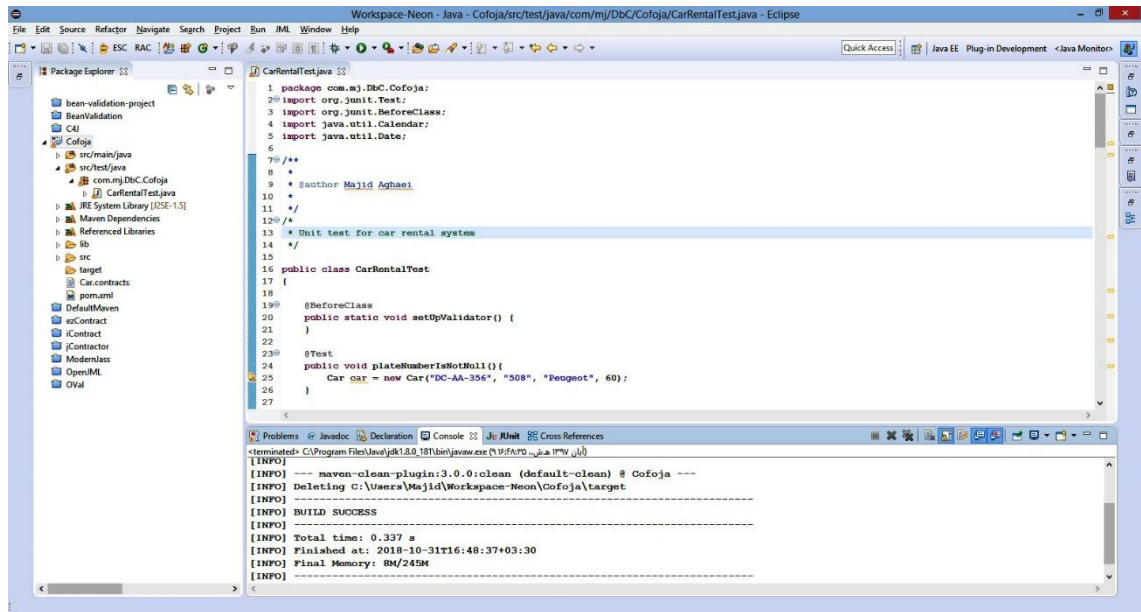 Workspace-Neon - Java - Cofoja/src/test/java/com/mj/DbC/Cofoja/CarRentalTest.java - Eclipse
File Edit Source Refactor Navigate Search Project Run JML Window Help
ESC RAC
Quick Access Java EE Plug-in Development <Java Monitor>
Package Explorer
bean-validation-project
BeanValidation
C4J
Cofoja
src/main/java
src/test/java
com.mj.DbC.Cofoja
CarRentalTest.java
JRE System Library [J2SE-1.5]
Maven Dependencies
Referenced Libraries
lib
src
target
Car.contracts
pom.xml
DefaultMaven
ezContract
iContract
jContractor
ModernJass
OpenJML
OVal
CarRentalTest.java
1 package com.mj.DbC.Cofoja;
2 import org.junit.Test;
3 import org.junit.BeforeClass;
4 import java.util.Calendar;
5 import java.util.Date;
6
7 /**
8 *
9 * @author Majid Aghaei
10 *
11 */
12 /*
13 * Unit test for car rental system
14 */
15
16 public class CarRentalTest
17 {
18
19 @BeforeClass
20 public static void setUpValidator() {
21 }
22
23 @Test
24 public void plateNumberIsNotNull(){
25 Car car = new Car("DC-AA-356", "508", "Peugeot", 60);
26 }
27
Problems Javadoc Declaration Console JUnit Cross References
<terminated> C:\Program Files\Java\jdk1.8.0_181\bin\javaw.exe
[INFO]
[INFO] --- maven-clean-plugin:3.0.0:clean (default-clean) @ Cofoja ---
[INFO] Deleting C:\Users\Majid\Workspace-Neon\Cofoja\target
[INFO] ------------------------------------------------------------------------
[INFO] BUILD SUCCESS
[INFO] ------------------------------------------------------------------------
[INFO] Total time: 0.337 s
[INFO] Finished at: 2018-10-31T16:48:37+03:30
[INFO] Final Memory: 8M/245M
[INFO] ------------------------------------------------------------------------